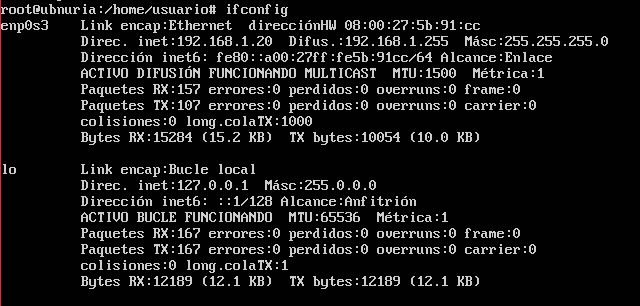 root@ubnuria:/home/usuario# ifconfig
enp0s3 Link encap:Ethernet direcciónHW 08:00:27:5b:91:cc
Direc. inet:192.168.1.20 Difus.:192.168.1.255 Másc:255.255.255.0
Dirección inet6: fe80::a00:27ff:fe5b:91cc/64 Alcance:Enlace
ACTIVO DIFUSIÓN FUNCIONANDO MULTICAST MTU:1500 Métrica:1
Paquetes RX:157 errores:0 perdidos:0 overruns:0 frame:0
Paquetes TX:107 errores:0 perdidos:0 overruns:0 carrier:0
colisiones:0 long.colaTX:1000
Bytes RX:15284 (15.2 KB) TX bytes:10054 (10.0 KB)
lo Link encap:Bucle local
Direc. inet:127.0.0.1 Másc:255.0.0.0
Dirección inet6: ::1/128 Alcance:Anfitrión
ACTIVO BUCLE FUNCIONANDO MTU:65536 Métrica:1
Paquetes RX:167 errores:0 perdidos:0 overruns:0 frame:0
Paquetes TX:167 errores:0 perdidos:0 overruns:0 carrier:0
colisiones:0 long.colaTX:1
Bytes RX:12189 (12.1 KB) TX bytes:12189 (12.1 KB)